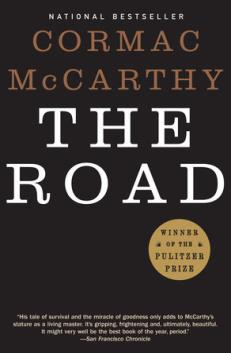 NATIONAL BESTSELLER
CORMAC
McCARTHY
THE
ROAD
WINNER
OF THE
PULITZER
PRIZE
"His tale of survival and the miracle of goodness only adds to McCarthy's
stature as a living master. It's gripping, frightening and, ultimately, beautiful.
It might very well be the best book of the year, period."
—San Francisco Chronicle